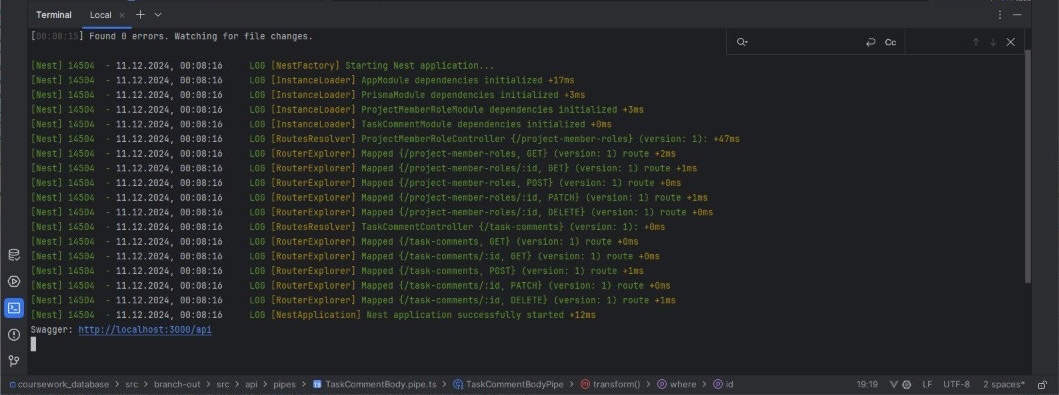 Terminal Local
[00:08:15] Found 0 errors. Watching for file changes.
Cc
[Nest] 14504 - 11.12.2024, 00:08:16 LOG [NestFactory] Starting Nest application...
[Nest] 14504 - 11.12.2024, 00:08:16 LOG [InstanceLoader] AppModule dependencies initialized +17ms
[Nest] 14504 - 11.12.2024, 00:08:16 LOG [InstanceLoader] PrismaModule dependencies initialized +3ms
[Nest] 14504 - 11.12.2024, 00:08:16 LOG [InstanceLoader] ProjectMemberRoleModule dependencies initialized +3ms
[Nest] 14504 - 11.12.2024, 00:08:16 LOG [InstanceLoader] TaskCommentModule dependencies initialized +0ms
[Nest] 14504 - 11.12.2024, 00:08:16 LOG [RoutesResolver] ProjectMemberRoleController {/project-member-roles} (version: 1): +47ms
[Nest] 14504 - 11.12.2024, 00:08:16 LOG [RouterExplorer] Mapped {/project-member-roles, GET} (version: 1) route +2ms
[Nest] 14504 - 11.12.2024, 00:08:16 LOG [RouterExplorer] Mapped {/project-member-roles/:id, GET} (version: 1) route +1ms
[Nest] 14504 - 11.12.2024, 00:08:16 LOG [RouterExplorer] Mapped {/project-member-roles, POST} (version: 1) route +0ms
[Nest] 14504 - 11.12.2024, 00:08:16 LOG [RouterExplorer] Mapped {/project-member-roles/:id, PATCH} (version: 1) route +1ms
[Nest] 14504 - 11.12.2024, 00:08:16 LOG [RouterExplorer] Mapped {/project-member-roles/:id, DELETE} (version: 1) route +0ms
[Nest] 14504 - 11.12.2024, 00:08:16 LOG [RoutesResolver] TaskCommentController {/task-comments} (version: 1): +0ms
[Nest] 14504 - 11.12.2024, 00:08:16 LOG [RouterExplorer] Mapped {/task-comments, GET} (version: 1) route +0ms
[Nest] 14504 - 11.12.2024, 00:08:16 LOG [RouterExplorer] Mapped {/task-comments/:id, GET} (version: 1) route +0ms
[Nest] 14504 - 11.12.2024, 00:08:16 LOG [RouterExplorer] Mapped {/task-comments, POST} (version: 1) route +1ms
[Nest] 14504 - 11.12.2024, 00:08:16 LOG [RouterExplorer] Mapped {/task-comments/:id, PATCH} (version: 1) route +0ms
[Nest] 14504 - 11.12.2024, 00:08:16 LOG [RouterExplorer] Mapped {/task-comments/:id, DELETE} (version: 1) route +1ms
[Nest] 14504 - 11.12.2024, 00:08:16 LOG [NestApplication] Nest application successfully started +12ms
Swagger: http://localhost:3000/api
coursework_database > src > branch-out > src > api > pipes > TS TaskCommentBody.pipe.ts > TaskCommentBodyPipe > m transform() > p where > p id 19:19 LF UTF-8 2 spaces*